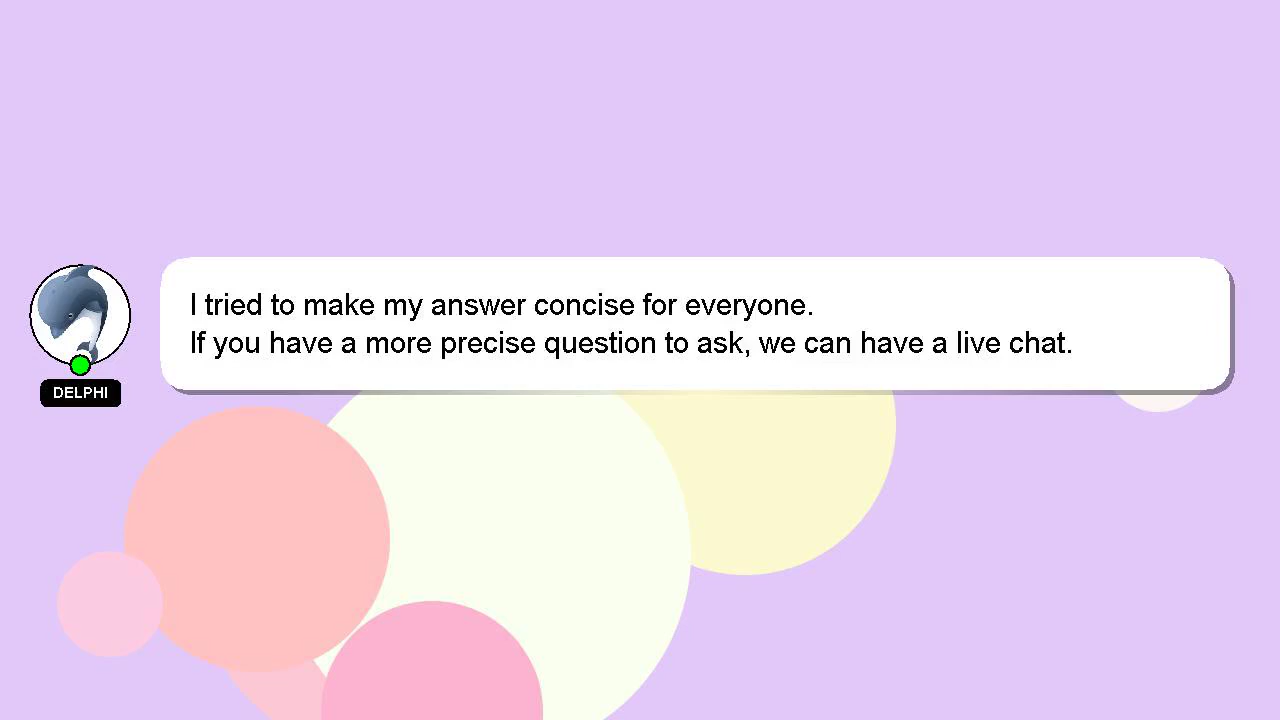 I tried to make my answer concise for everyone.
If you have a more precise question to ask, we can have a live chat.
DELPHI